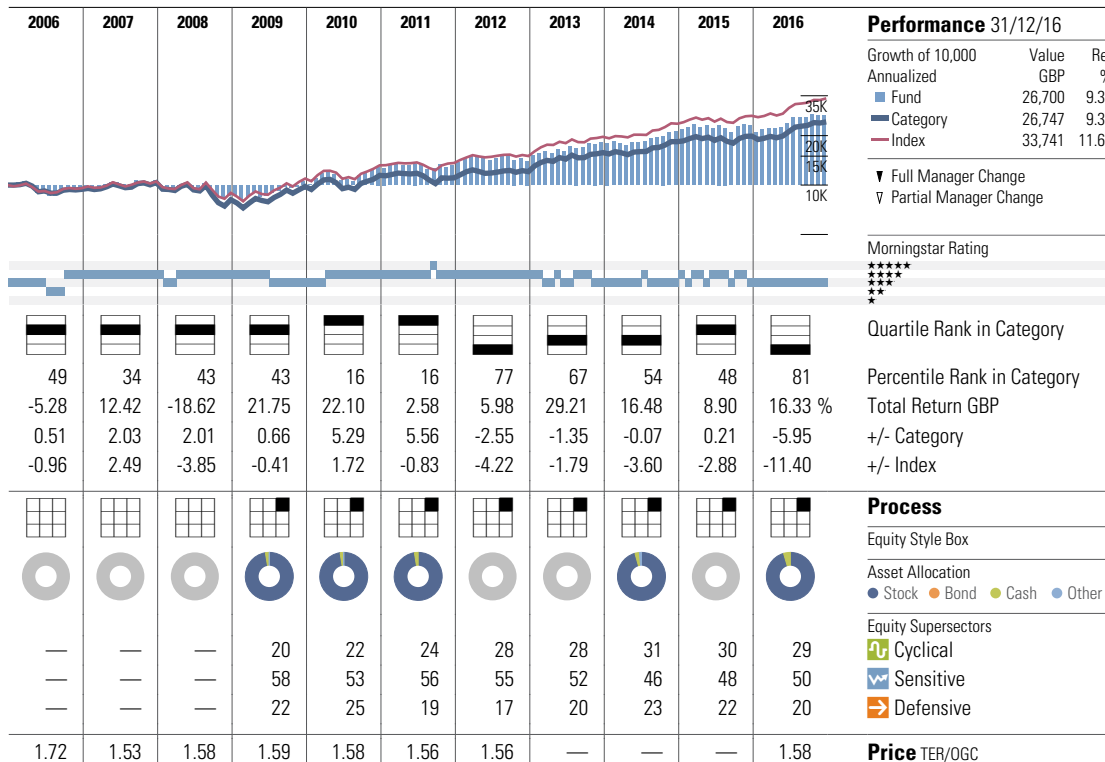 2006 2007 2008 2009 2010 2011 2012 2013 2014 2015 2016
Performance 31/12/16
Growth of 10,000 Value Re
Annualized GBP %
Fund 26,700 9.3
Category 26,747 9.3
Index 33,741 11.6
35K
20K
15K
10K
▼ Full Manager Change
▽ Partial Manager Change
Morningstar Rating
★★★★★
★★★★
★★★
★★
★
Quartile Rank in Category
49 34 43 43 16 16 77 67 54 48 81 Percentile Rank in Category
-5.28 12.42 -18.62 21.75 22.10 2.58 5.98 29.21 16.48 8.90 16.33 % Total Return GBP
0.51 2.03 2.01 0.66 5.29 5.56 -2.55 -1.35 -0.07 0.21 -5.95 +/- Category
-0.96 2.49 -3.85 -0.41 1.72 -0.83 -4.22 -1.79 -3.60 -2.88 -11.40 +/- Index
Process
Equity Style Box
Asset Allocation
Stock Bond Cash Other
Equity Supersectors
— — — 20 22 24 28 28 31 30 29 Cyclical
— — — 58 53 56 55 52 46 48 50 Sensitive
— — — 22 25 19 17 20 23 22 20 Defensive
1.72 1.53 1.58 1.59 1.58 1.56 1.56 — — 1.58 Price TER/OGC